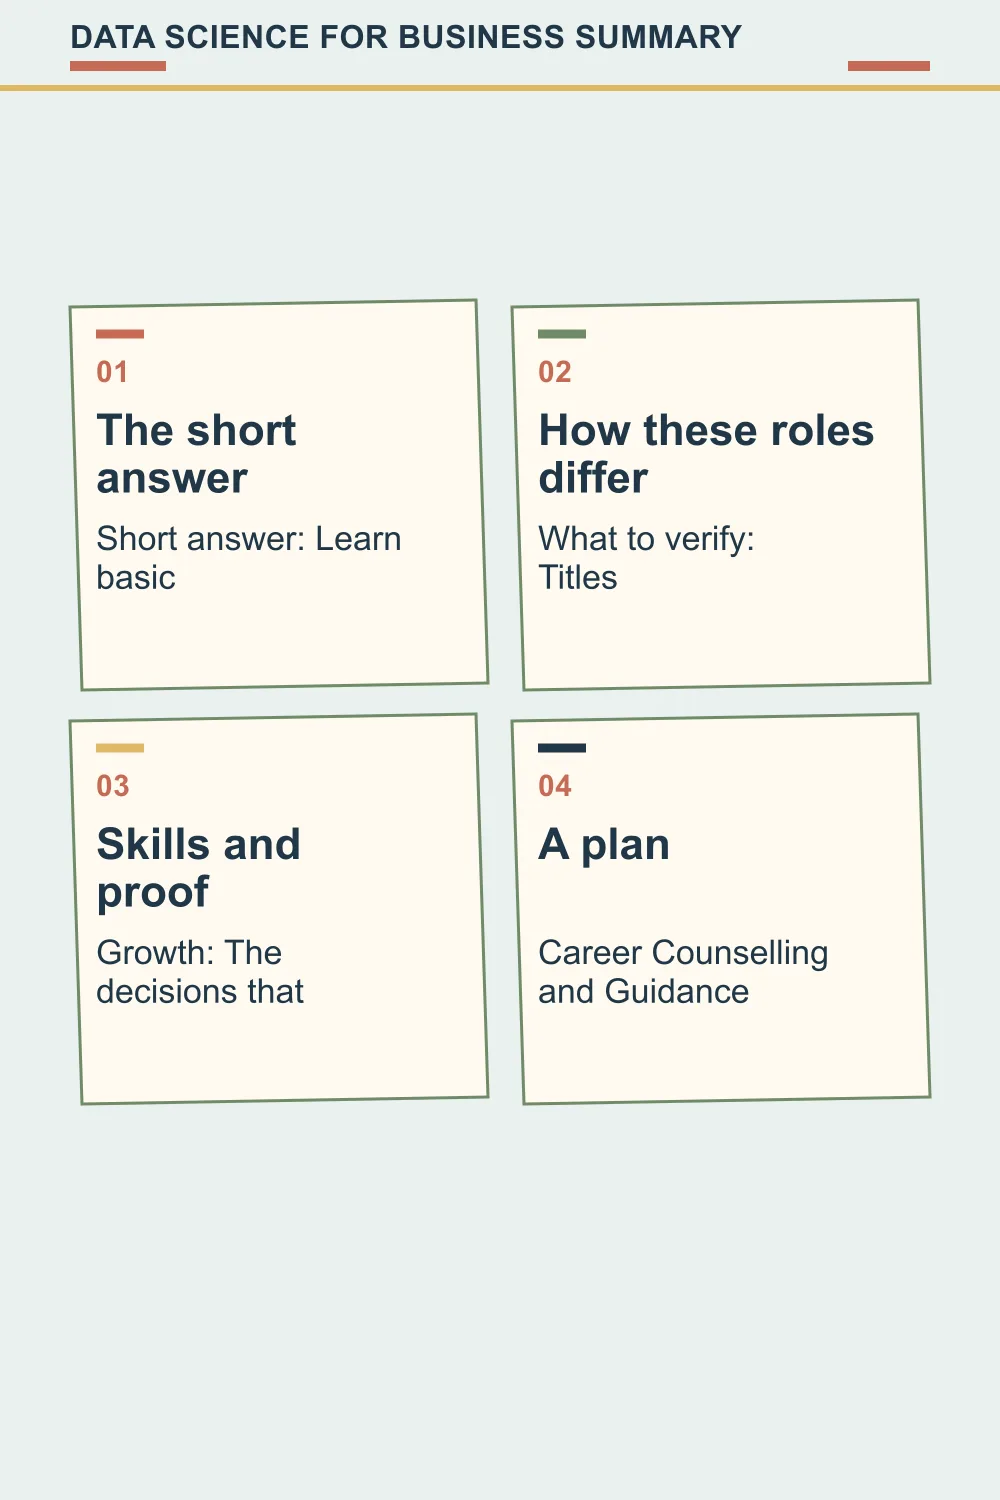 DATA SCIENCE FOR BUSINESS SUMMARY
01
The short
answer
Short answer: Learn
basic
02
How these roles
differ
What to verify:
Titles
03
Skills and
proof
Growth: The
decisions that
04
A plan
Career Counselling
and Guidance